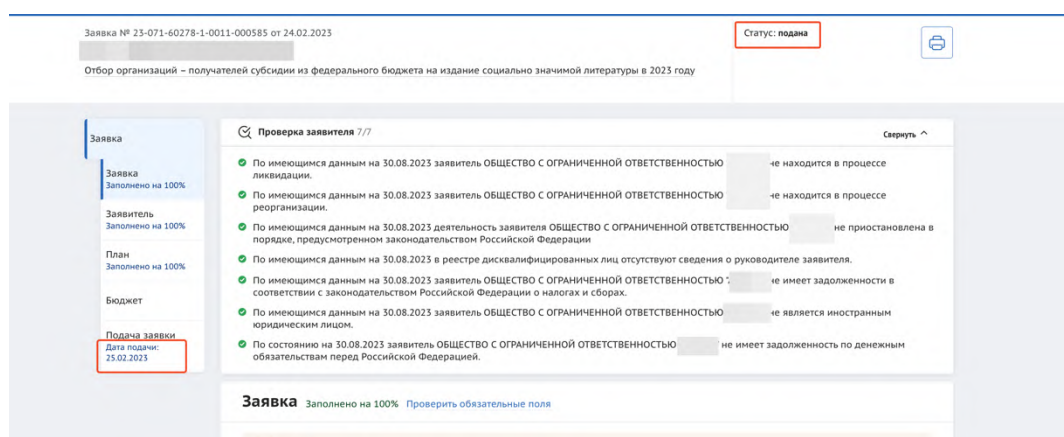 Заявка № 23-071-60278-1-0011-000585 от 24.02.2023
Статус: подана
Отбор организаций – получателей субсидии из федерального бюджета на издание социально значимой литературы в 2023 году
Заявка
Заявка
Заполнено на 100%
Заявитель
Заполнено на 100%
План
Заполнено на 100%
Бюджет
Подача заявки
Дата подачи:
25.02.2023
Проверка заявителя 7/7
Свернуть
По имеющимся данным на 30.08.2023 заявитель ОБЩЕСТВО С ОГРАНИЧЕННОЙ ОТВЕТСТВЕННОСТЬЮ не находится в процессе
ликвидации.
По имеющимся данным на 30.08.2023 заявитель ОБЩЕСТВО С ОГРАНИЧЕННОЙ ОТВЕТСТВЕННОСТЬЮ не находится в процессе
реорганизации.
По имеющимся данным на 30.08.2023 деятельность заявителя ОБЩЕСТВО С ОГРАНИЧЕННОЙ ОТВЕТСТВЕННОСТЬЮ не приостановлена в
порядке, предусмотренном законодательством Российской Федерации
По имеющимся данным на 30.08.2023 в реестре дисквалифицированных лиц отсутствуют сведения о руководителе заявителя.
По имеющимся данным на 30.08.2023 заявитель ОБЩЕСТВО С ОГРАНИЧЕННОЙ ОТВЕТСТВЕННОСТЬЮ не имеет задолженности в
соответствии с законодательством Российской Федерации о налогах и сборах.
По имеющимся данным на 30.08.2023 заявитель ОБЩЕСТВО С ОГРАНИЧЕННОЙ ОТВЕТСТВЕННОСТЬЮ не является иностранным
юридическим лицом.
По состоянию на 30.08.2023 заявитель ОБЩЕСТВО С ОГРАНИЧЕННОЙ ОТВЕТСТВЕННОСТЬЮ не имеет задолженность по денежным
обязательствам перед Российской Федерацией.
Заявка Заполнено на 100% Проверить обязательные поля